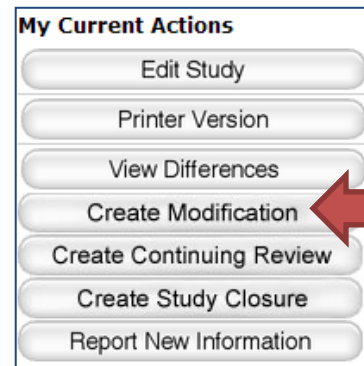 My Current Actions
Edit Study
Printer Version
View Differences
Create Modification
Create Continuing Review
Create Study Closure
Report New Information